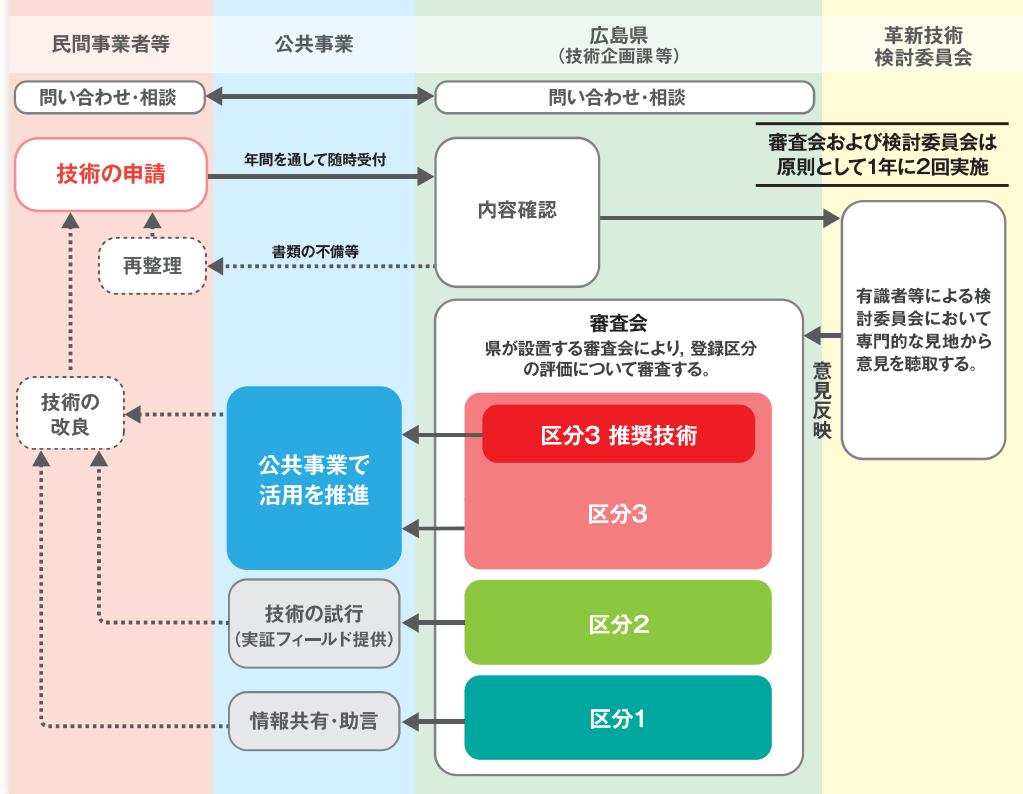 民間事業者等
公共事業
広島県
(技術企画課等)
革新技術
検討委員会
問い合わせ・相談
問い合わせ・相談
審査会および検討委員会は
原則として1年に2回実施
技術の申請
年間を通して随時受付
内容確認
再整理
書類の不備等
有識者等による検
討委員会において
専門的な見地から
意見を聴取する。
審査会
県が設置する審査会により, 登録区分
の評価について審査する。
意見反映
技術の
改良
公共事業で
活用を推進
区分3 推奨技術
区分3
技術の試行
(実証フィールド提供)
区分2
情報共有・助言
区分1